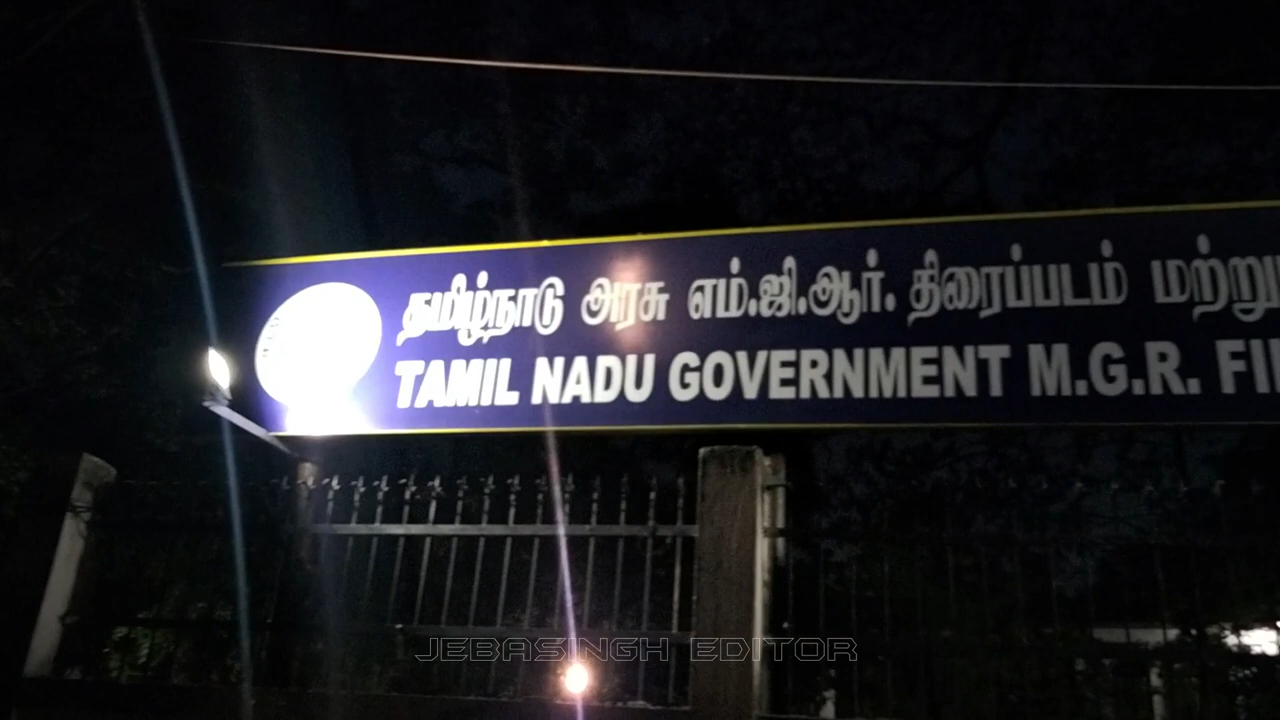 தமிழ்நாடு அரசு எம்.ஜி.ஆர். திரைப்படம் மற்று
TAMIL NADU GOVERNMENT M.G.R. FI
JEBASINGH EDITOR